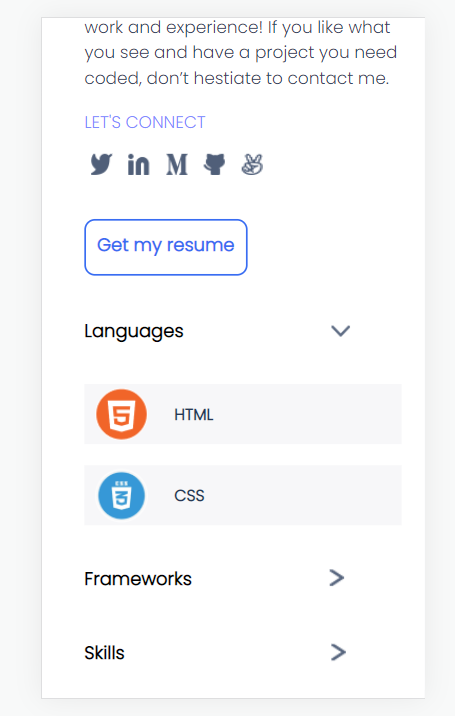 work and experience! If you like what
you see and have a project you need
coded, don’t hestiate to contact me.
LET'S CONNECT
Get my resume
Languages
HTML
CSS
Frameworks
Skills